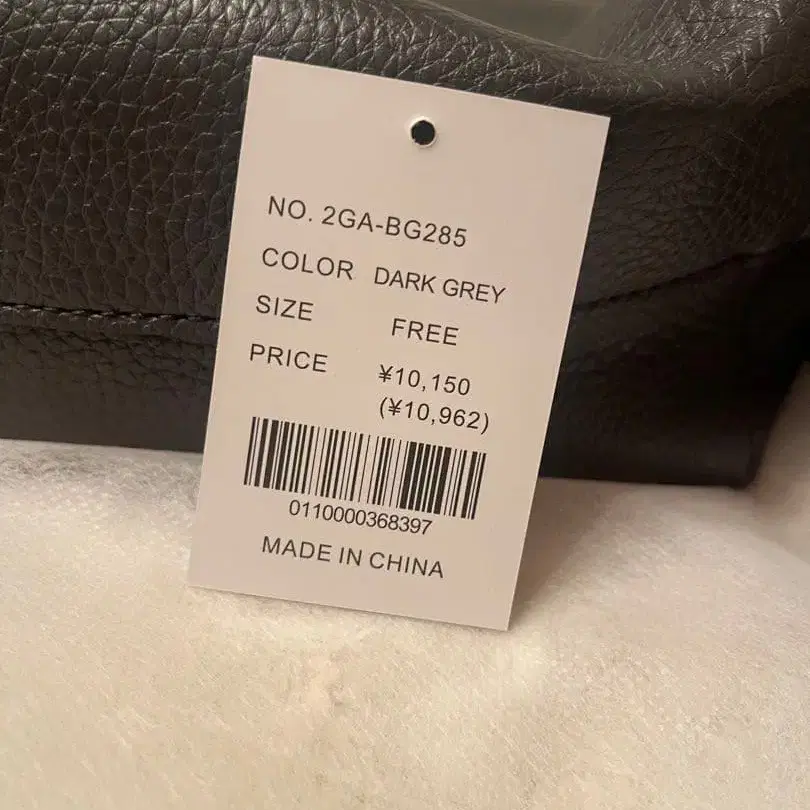 NO. 2GA-BG285
COLOR DARK GREY
SIZE FREE
PRICE ¥10,150
(¥10,962)
0110000368397
MADE IN CHINA